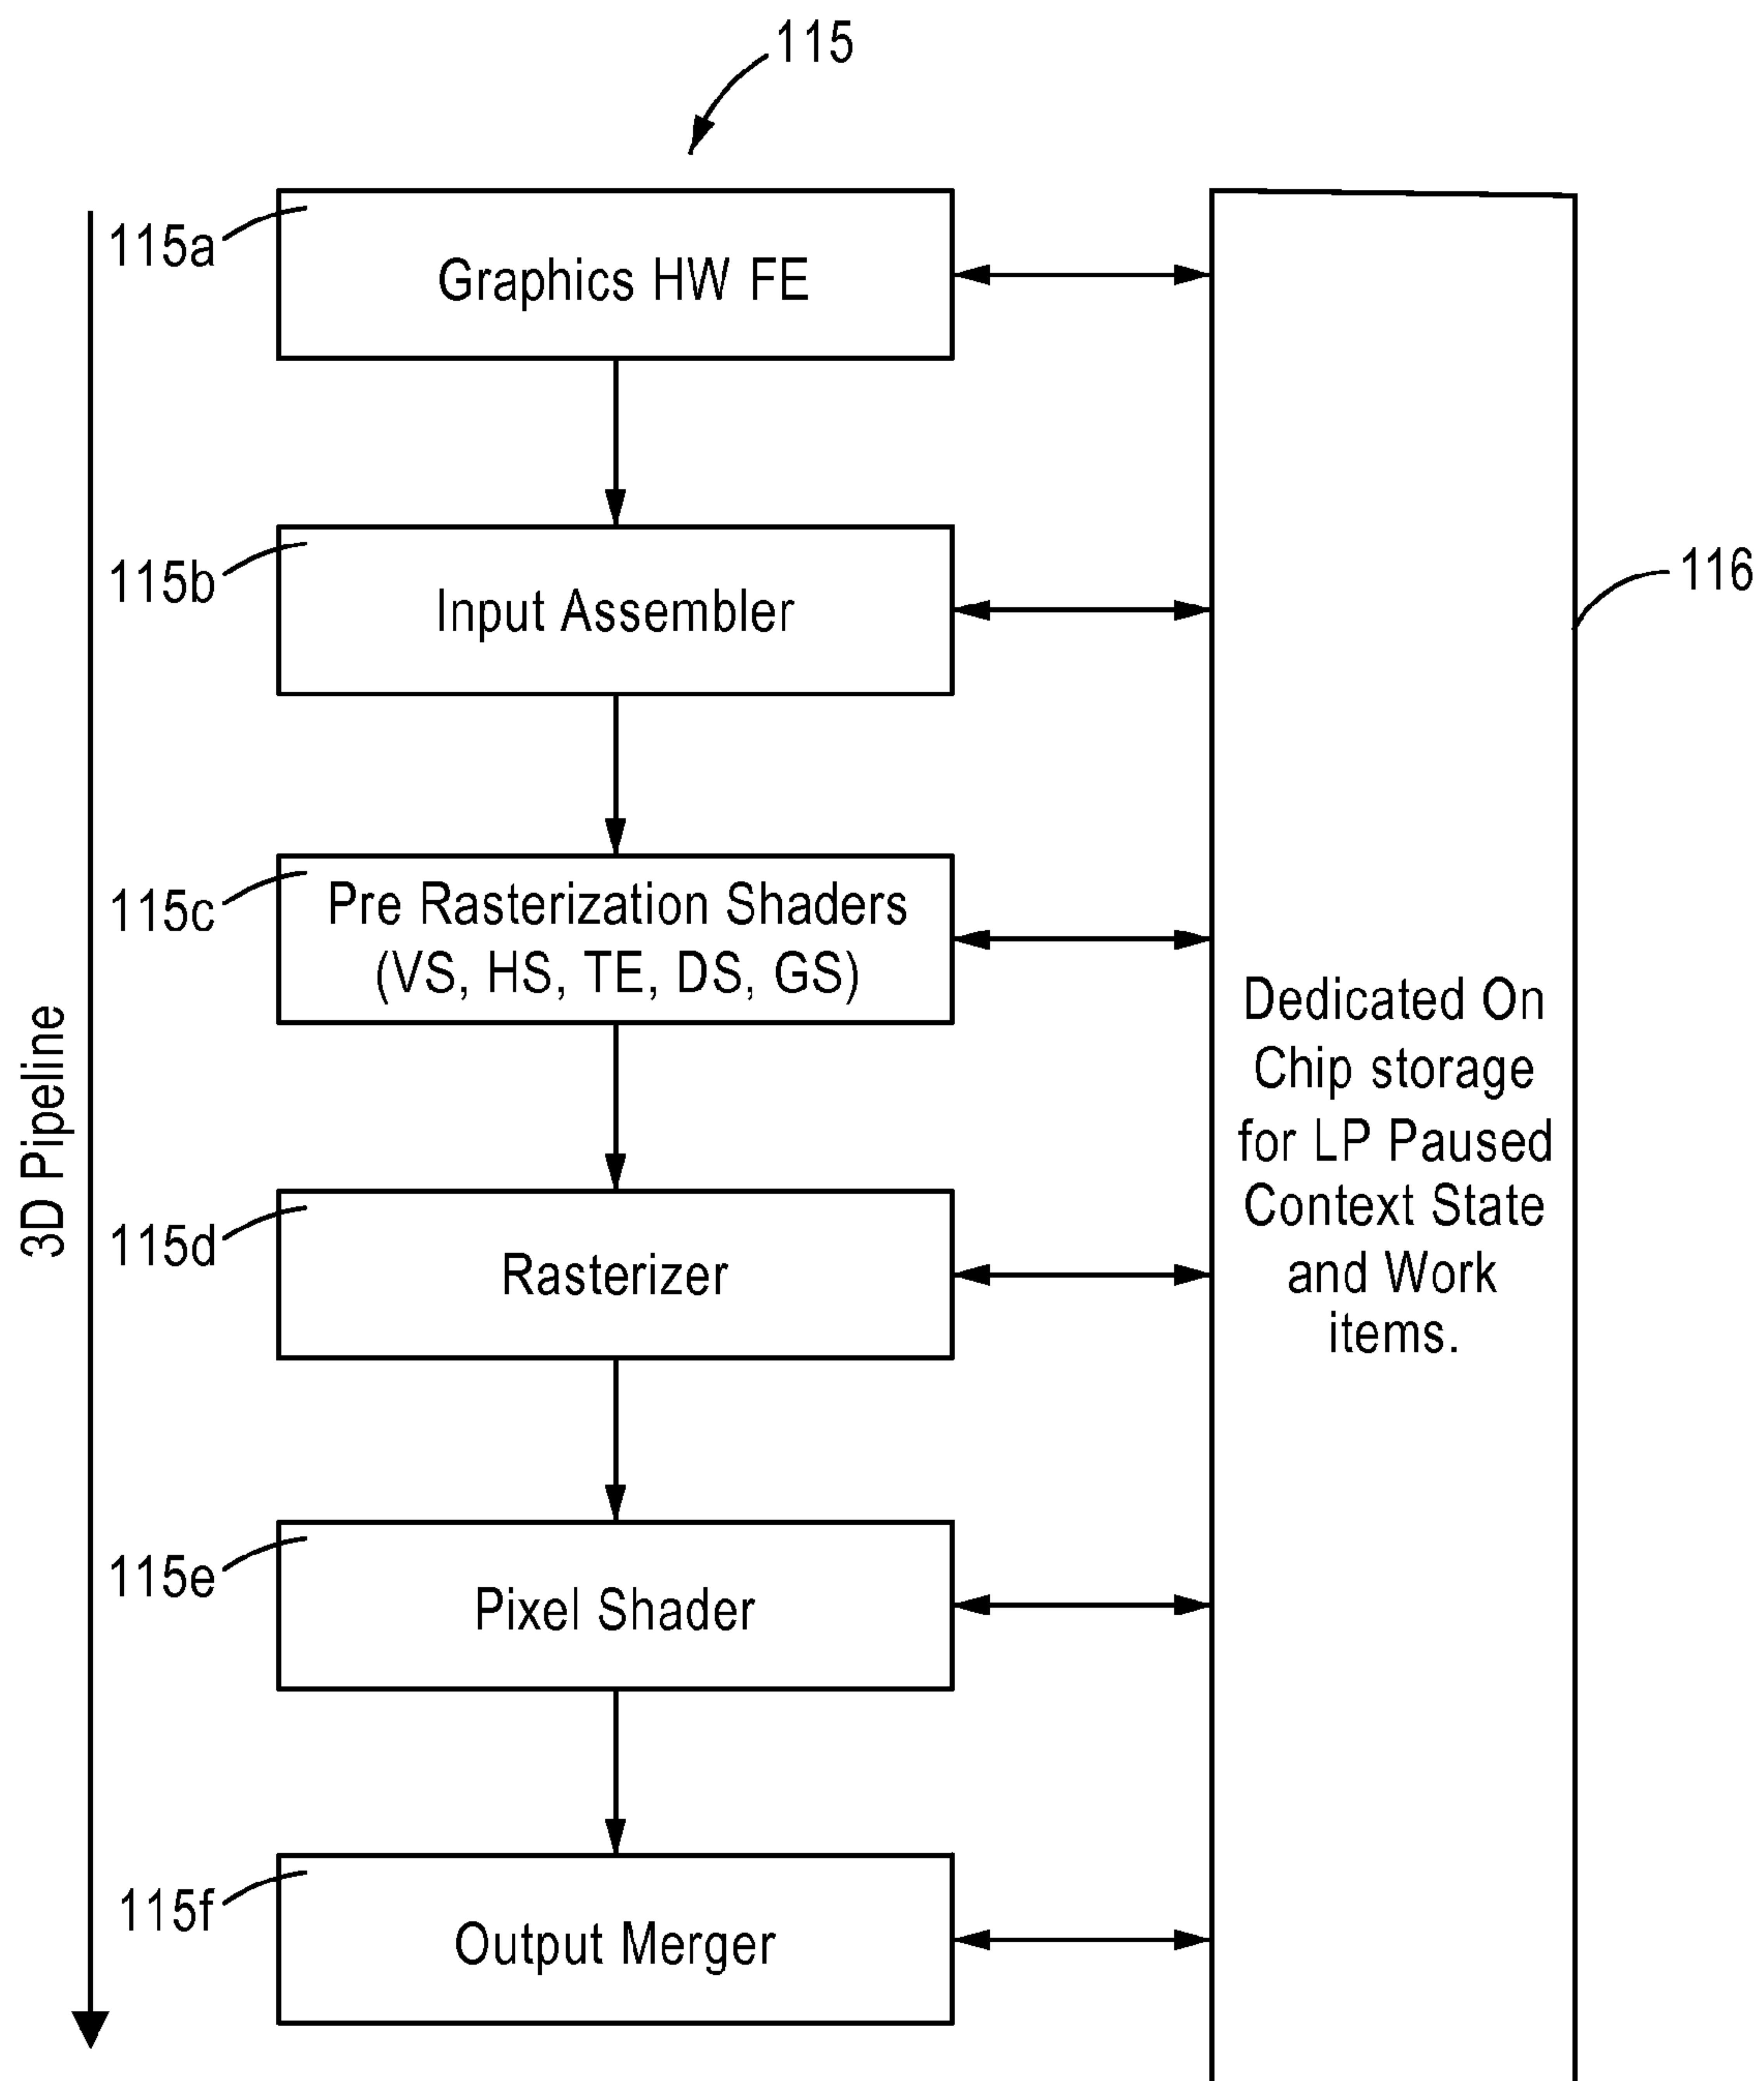 115
115a
Graphics HW FE
115b
Input Assembler
116
115c
Pre Rasterization Shaders
(VS, HS, TE, DS, GS)
3D Pipeline
Dedicated On
Chip storage
for LP Paused
Context State
and Work
items.
115d
Rasterizer
115e
Pixel Shader
115f
Output Merger